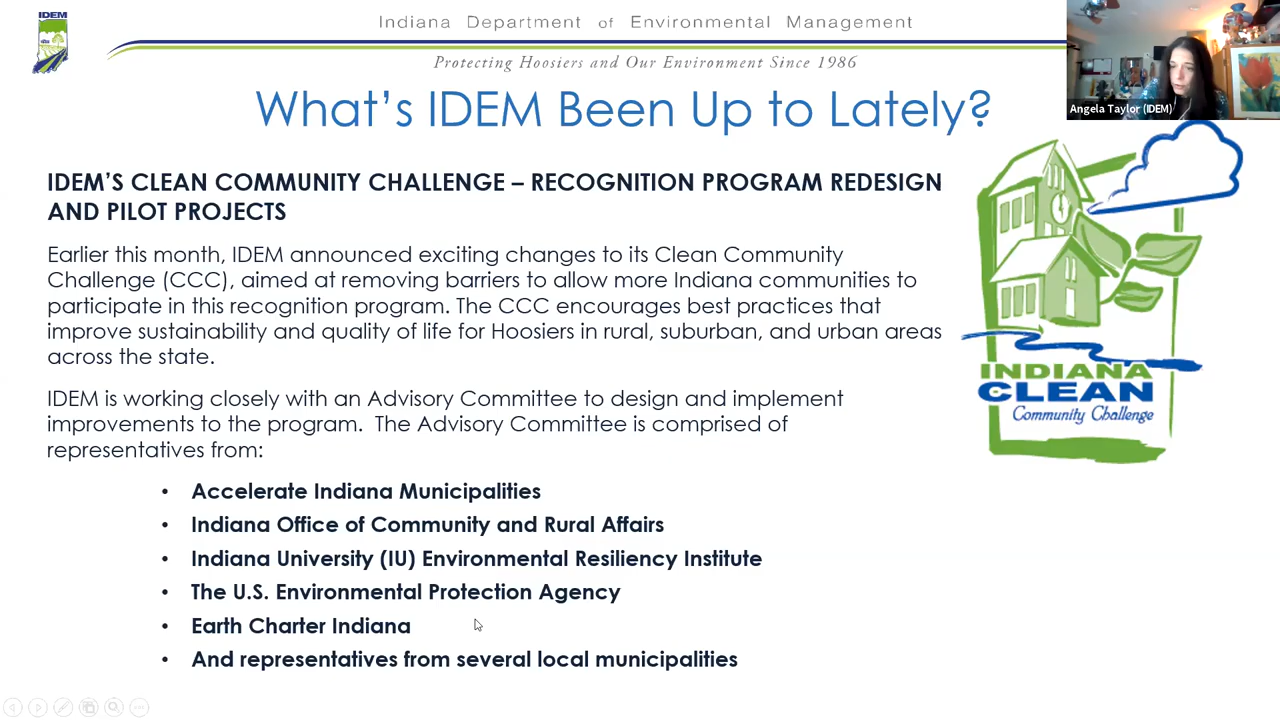 IDEM
Indiana Department of Environmental Management
Protecting Hoosiers and Our Environment Since 1986
Angela Taylor (IDEM)
What's IDEM Been Up to Lately?
IDEM'S CLEAN COMMUNITY CHALLENGE – RECOGNITION PROGRAM REDESIGN
AND PILOT PROJECTS
Earlier this month, IDEM announced exciting changes to its Clean Community
Challenge (CCC), aimed at removing barriers to allow more Indiana communities to
participate in this recognition program. The CCC encourages best practices that
improve sustainability and quality of life for Hoosiers in rural, suburban, and urban areas
across the state.
IDEM is working closely with an Advisory Committee to design and implement
improvements to the program.  The Advisory Committee is comprised of
representatives from:
• Accelerate Indiana Municipalities
• Indiana Office of Community and Rural Affairs
• Indiana University (IU) Environmental Resiliency Institute
• The U.S. Environmental Protection Agency
• Earth Charter Indiana
• And representatives from several local municipalities
INDIANA
CLEAN
Community Challenge